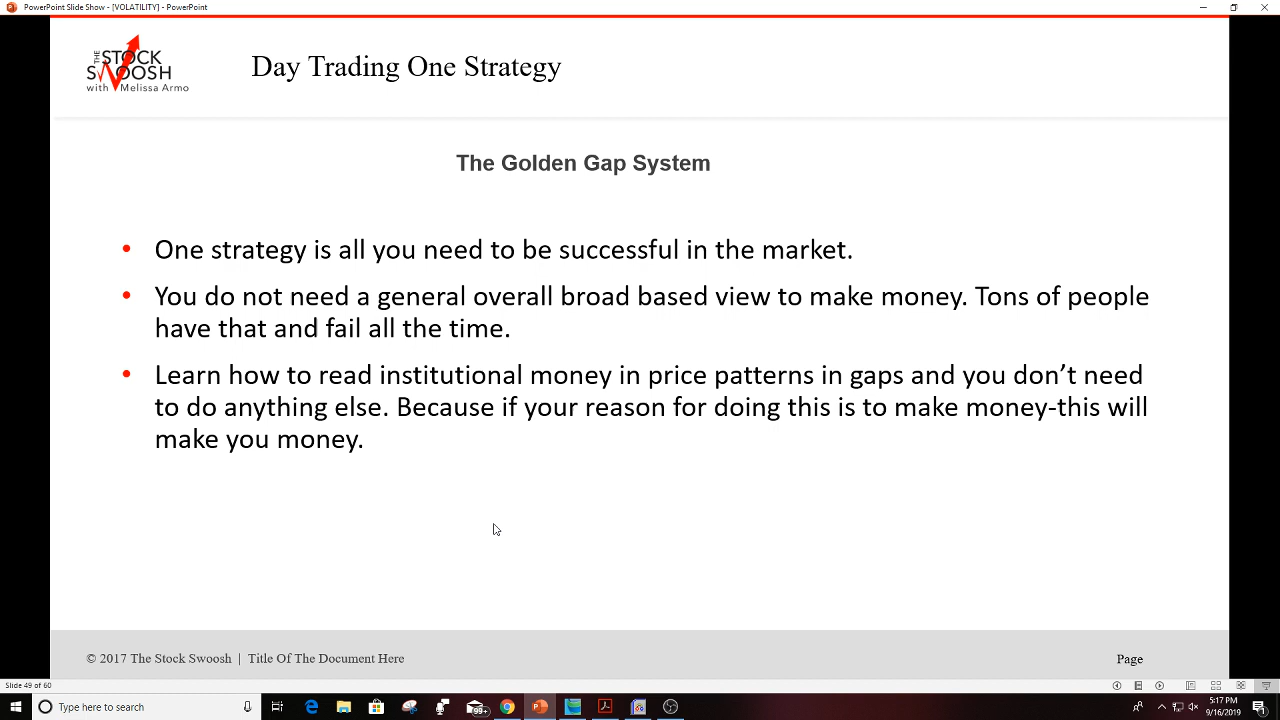 PowerPoint Slide Show - [VOLATILITY] - PowerPoint
THE
STOCK
SWOOSH
with Melissa Armo
Day Trading One Strategy
The Golden Gap System
• One strategy is all you need to be successful in the market.
• You do not need a general overall broad based view to make money. Tons of people
have that and fail all the time.
• Learn how to read institutional money in price patterns in gaps and you don't need
to do anything else. Because if your reason for doing this is to make money-this will
make you money.
© 2017 The Stock Swoosh | Title Of The Document Here
Page
Slide 49 of 60
Type here to search
99+
5:17 PM
9/16/2019